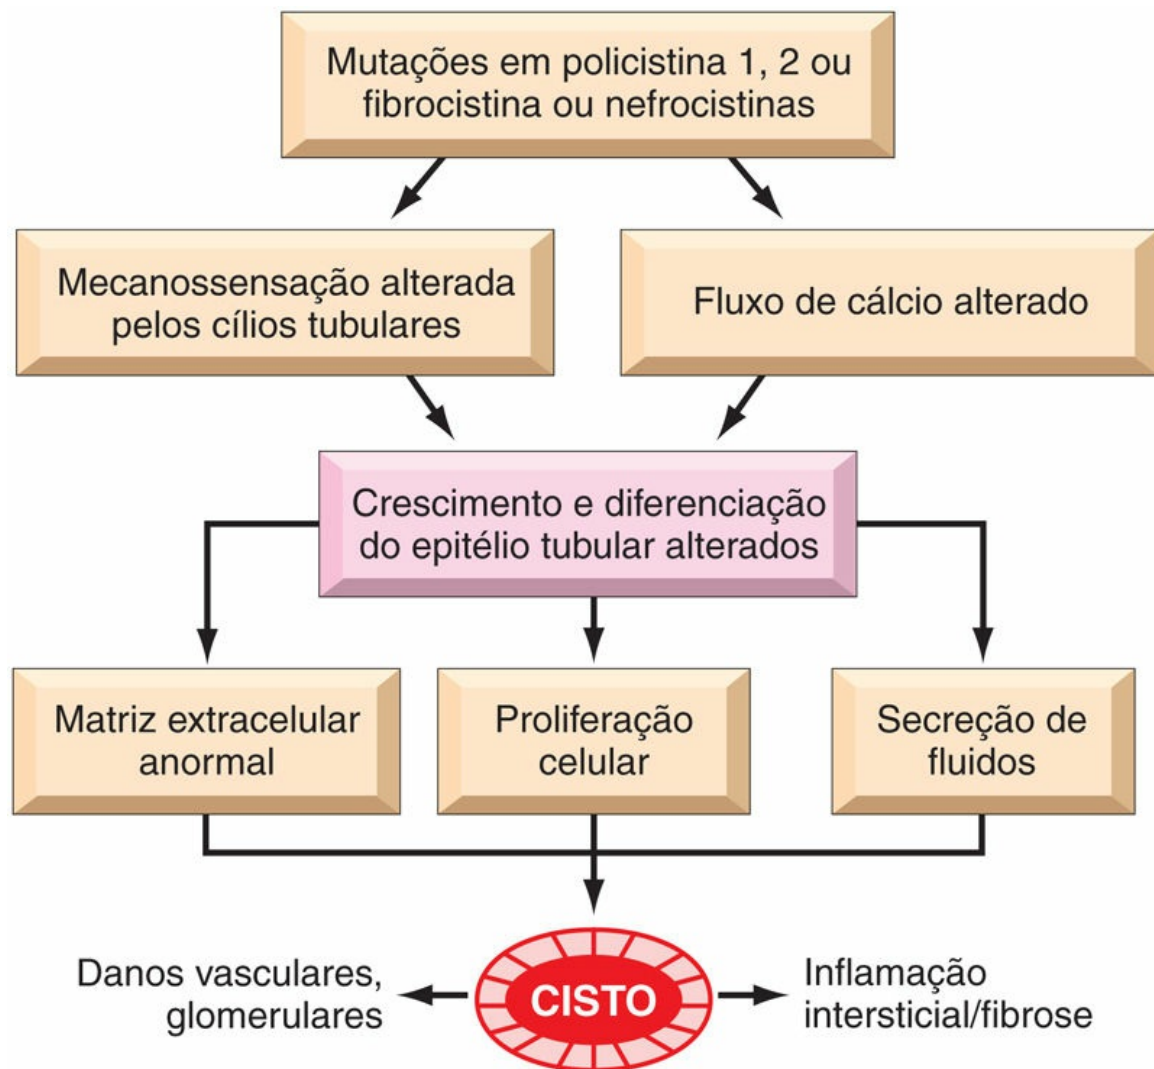 Mutações em policistina 1, 2 ou
fibrocistina ou nefrocistinas
Mecanossensação alterada
pelos cílios tubulares
Fluxo de cálcio alterado
Crescimento e diferenciação
do epitélio tubular alterados
Matriz extracelular
anormal
Proliferação
celular
Secreção de
fluidos
Danos vasculares,
glomerulares
CISTO
Inflamação
intersticial/fibrose